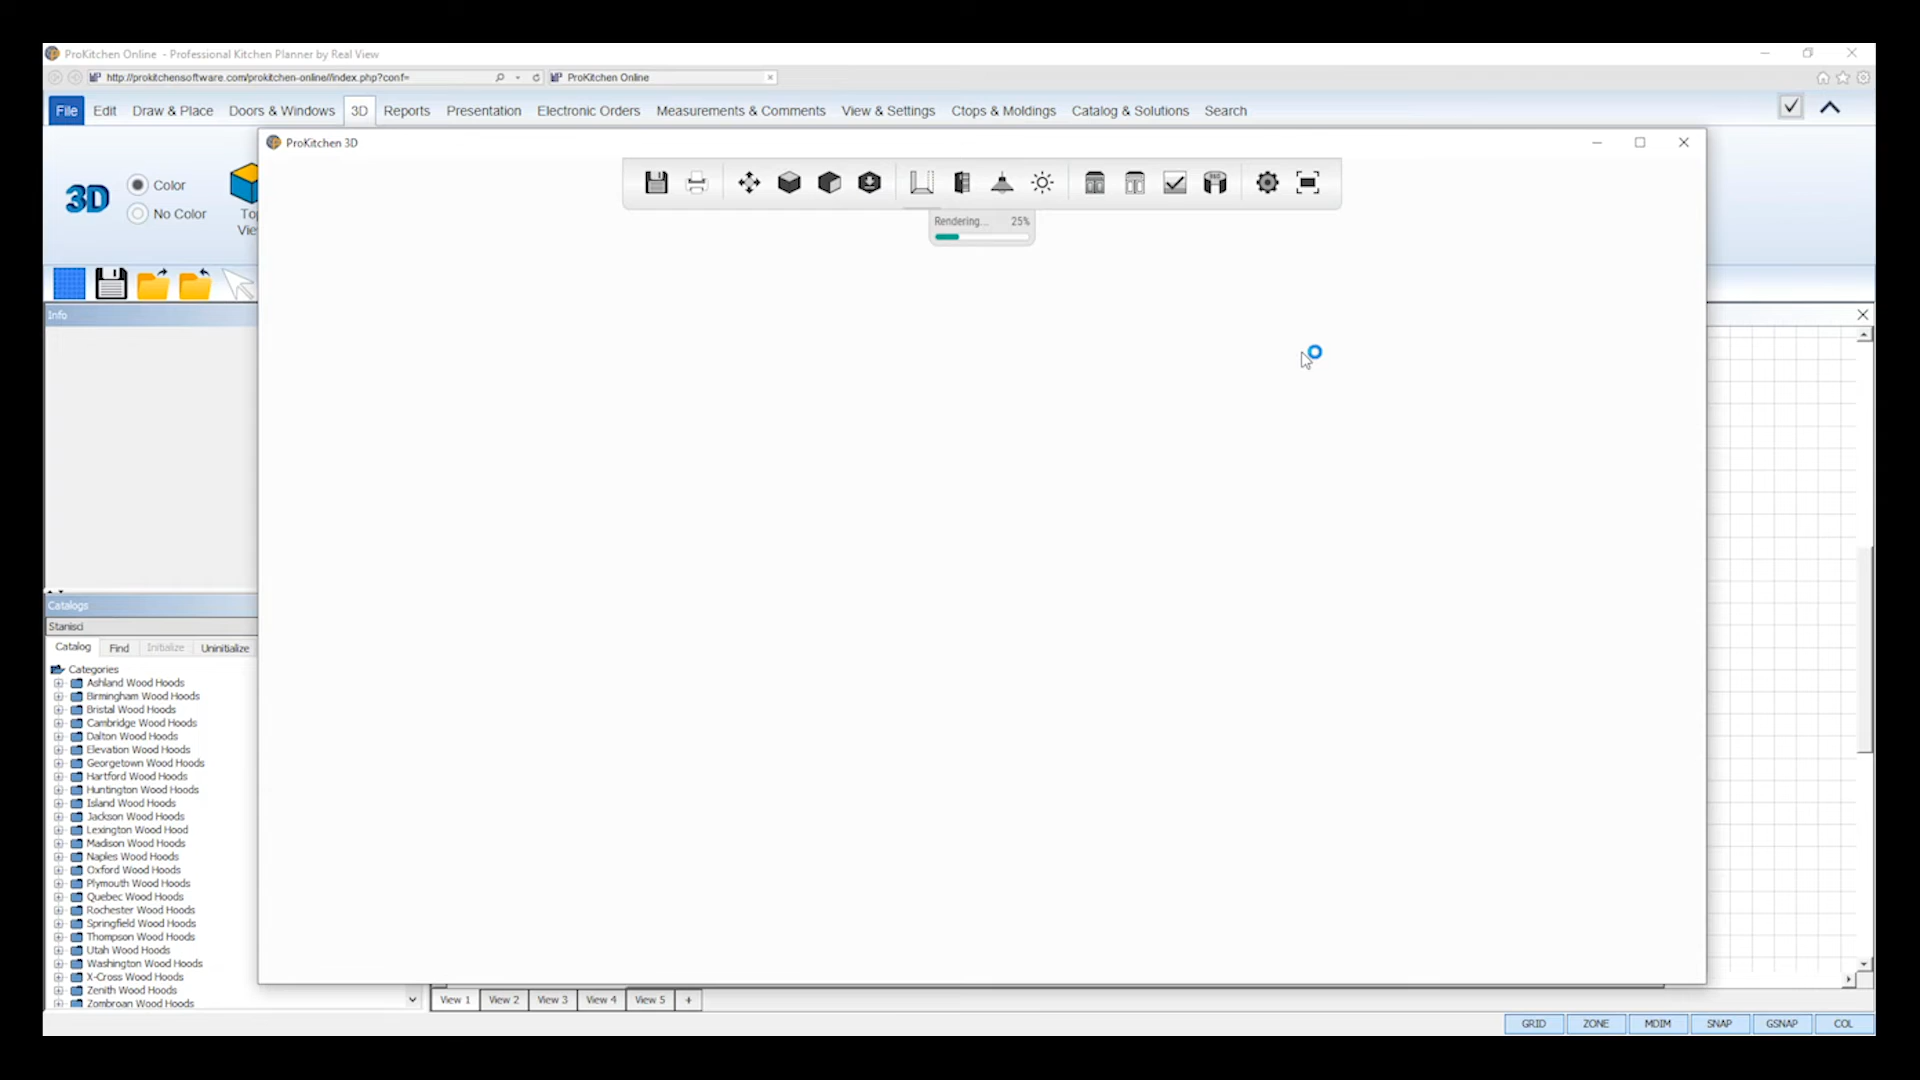 ProKitchen Online - Professional Kitchen Planner by Real View
http://prokitchensoftware.com/prokitchen-online//index.php?conf=
ProKitchen Online
File Edit Draw & Place Doors & Windows 3D Reports Presentation Electronic Orders Measurements & Comments View & Settings Ctops & Moldings Catalog & Solutions Search
ProKitchen 3D
3D
Color
No Color
Rendering... 25%
Info
Catalogs
Stanisci
Catalog Find Initialize Uninitialize
Categories
Ashland Wood Hoods
Birmingham Wood Hoods
Bristal Wood Hoods
Cambridge Wood Hoods
Dalton Wood Hoods
Elevation Wood Hoods
Georgetown Wood Hoods
Hartford Wood Hoods
Huntington Wood Hoods
Island Wood Hoods
Jackson Wood Hoods
Lexington Wood Hood
Madison Wood Hoods
Naples Wood Hoods
Oxford Wood Hoods
Plymouth Wood Hoods
Quebec Wood Hoods
Rochester Wood Hoods
Springfield Wood Hoods
Thompson Wood Hoods
Utah Wood Hoods
Washington Wood Hoods
X-Cross Wood Hoods
Zenith Wood Hoods
Zombroan Wood Hoods
View 1 View 2 View 3 View 4 View 5 +
GRID ZONE MDIM SNAP GSNAP COL